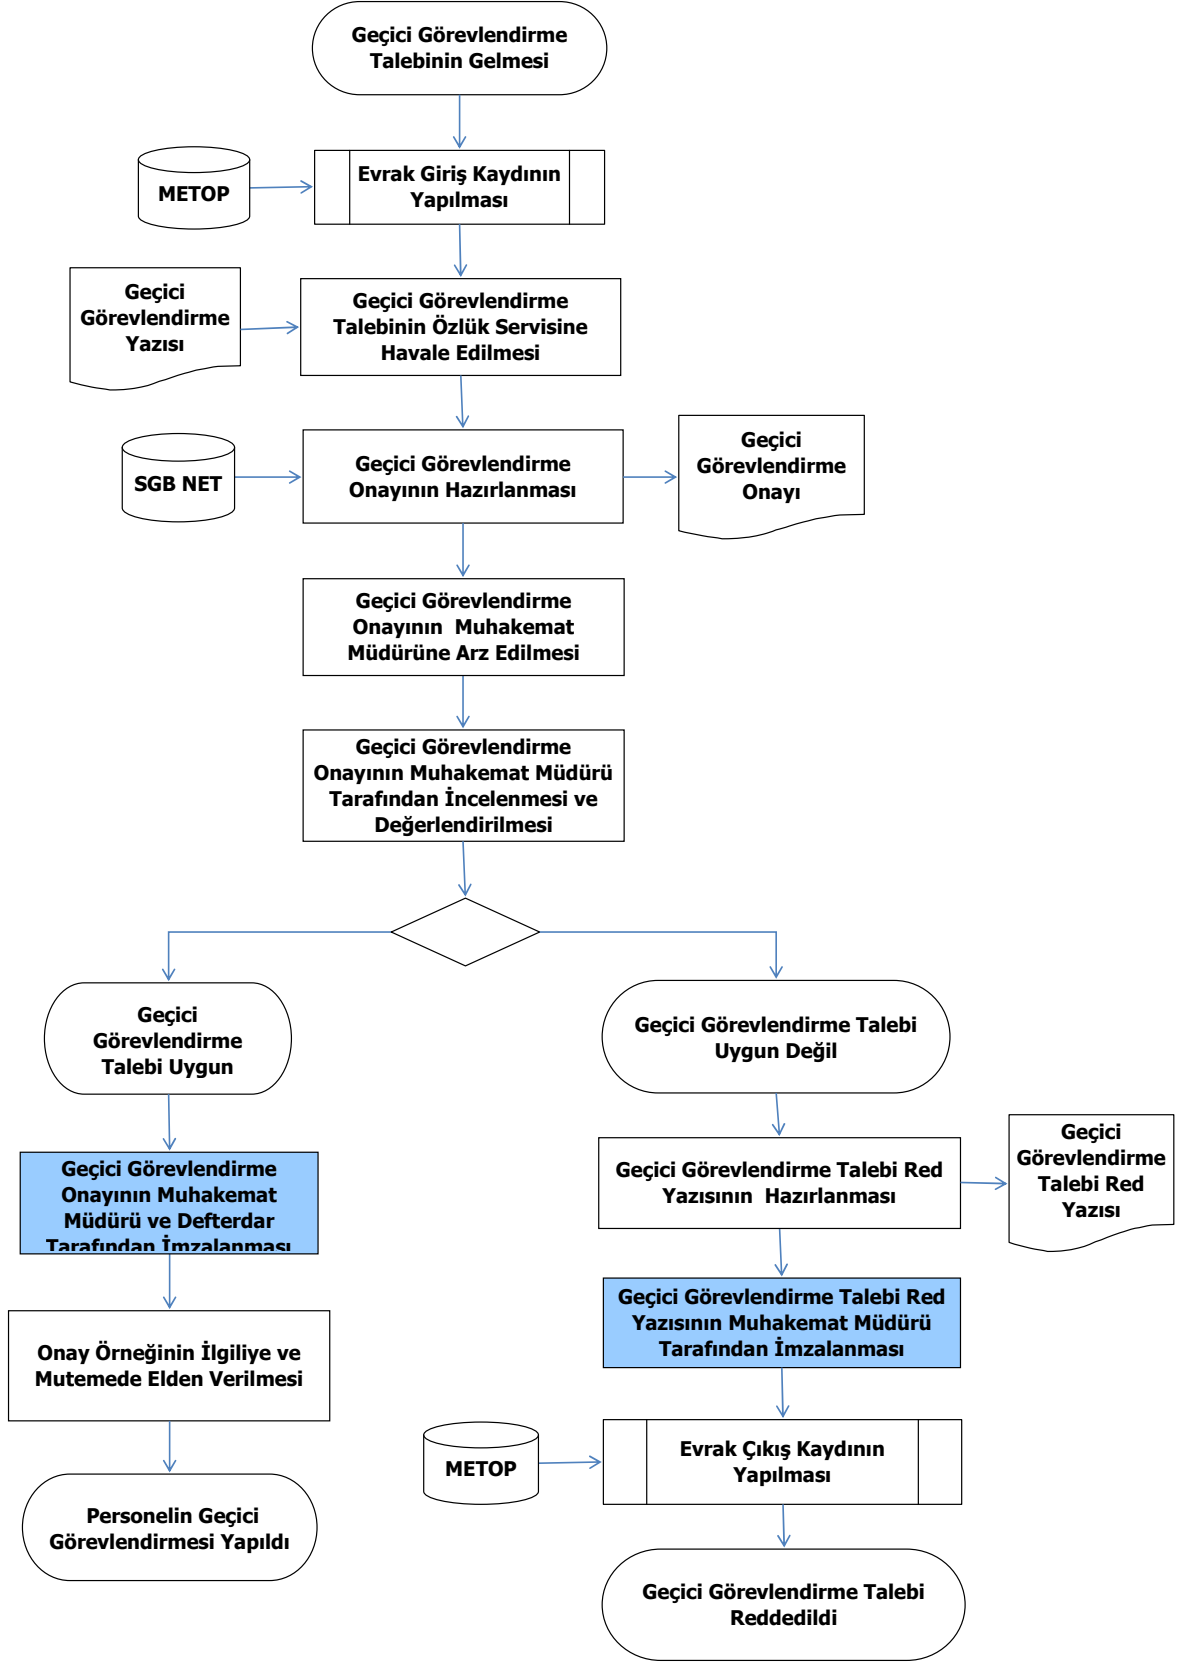 Geçici Görevlendirme
Talebinin Gelmesi
METOP
Evrak Giriş Kaydının
Yapılması
Geçici
Görevlendirme
Yazısı
Geçici Görevlendirme
Talebinin Özlük Servisine
Havale Edilmesi
SGB NET
Geçici Görevlendirme
Onayının Hazırlanması
Geçici
Görevlendirme
Onayı
Geçici Görevlendirme
Onayının  Muhakemat
Müdürüne Arz Edilmesi
Geçici Görevlendirme
Onayının Muhakemat Müdürü
Tarafından İncelenmesi ve
Değerlendirilmesi
Geçici
Görevlendirme
Talebi Uygun
Geçici Görevlendirme Talebi
Uygun Değil
Geçici Görevlendirme
Onayının Muhakemat
Müdürü ve Defterdar
Tarafından İmzalanması
Geçici Görevlendirme Talebi Red
Yazısının  Hazırlanması
Geçici
Görevlendirme
Talebi Red
Yazısı
Geçici Görevlendirme Talebi Red
Yazısının Muhakemat Müdürü
Tarafından İmzalanması
Onay Örneğinin İlgiliye ve
Mutemede Elden Verilmesi
METOP
Evrak Çıkış Kaydının
Yapılması
Personelin Geçici
Görevlendirmesi Yapıldı
Geçici Görevlendirme Talebi
Reddedildi